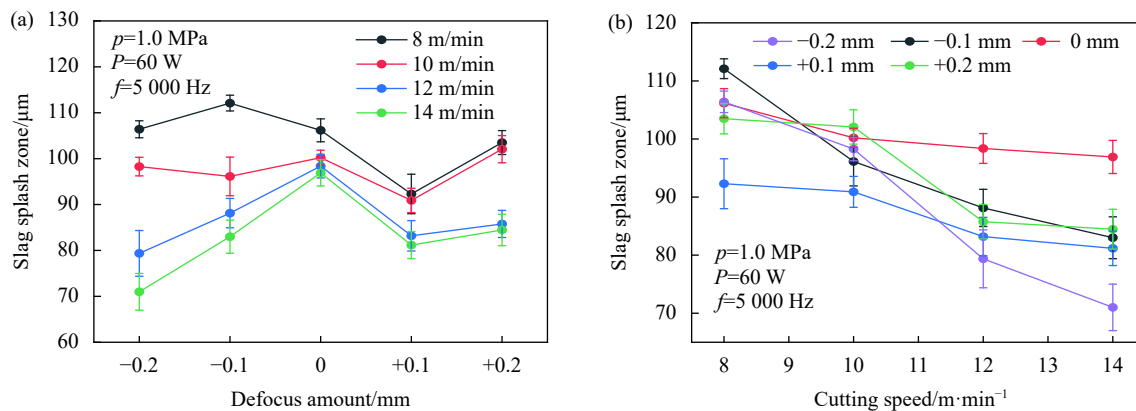 (a)
130
120
110
100
90
80
70
60
Slag splash zone/μm
p=1.0 MPa
P=60 W
f=5 000 Hz
8 m/min
10 m/min
12 m/min
14 m/min
−0.2
−0.1
0
+0.1
+0.2
Defocus amount/mm
(b)
120
110
100
90
80
70
Slag splash zone/μm
−0.2 mm
−0.1 mm
0 mm
+0.1 mm
+0.2 mm
p=1.0 MPa
P=60 W
f=5 000 Hz
8
9
10
11
12
13
14
Cutting speed/m·min⁻¹